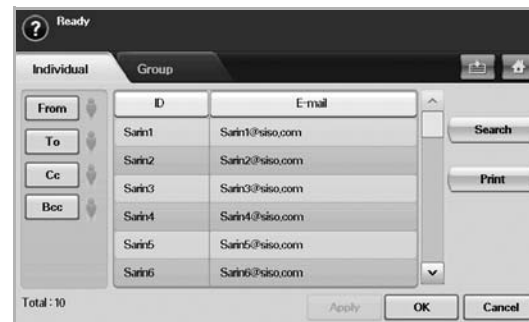 Ready
Individual Group
From
To
Cc
Bcc
ID E-mail
Sarin1 Sarin1@siso,com
Sarin2 Sarin2@siso,com
Sarin3 Sarin3@siso,com
Sarin4 Sarin4@siso,com
Sarin5 Sarin5@siso,com
Sarin6 Sarin6@siso,com
Search
Print
Total : 10
Apply OK Cancel